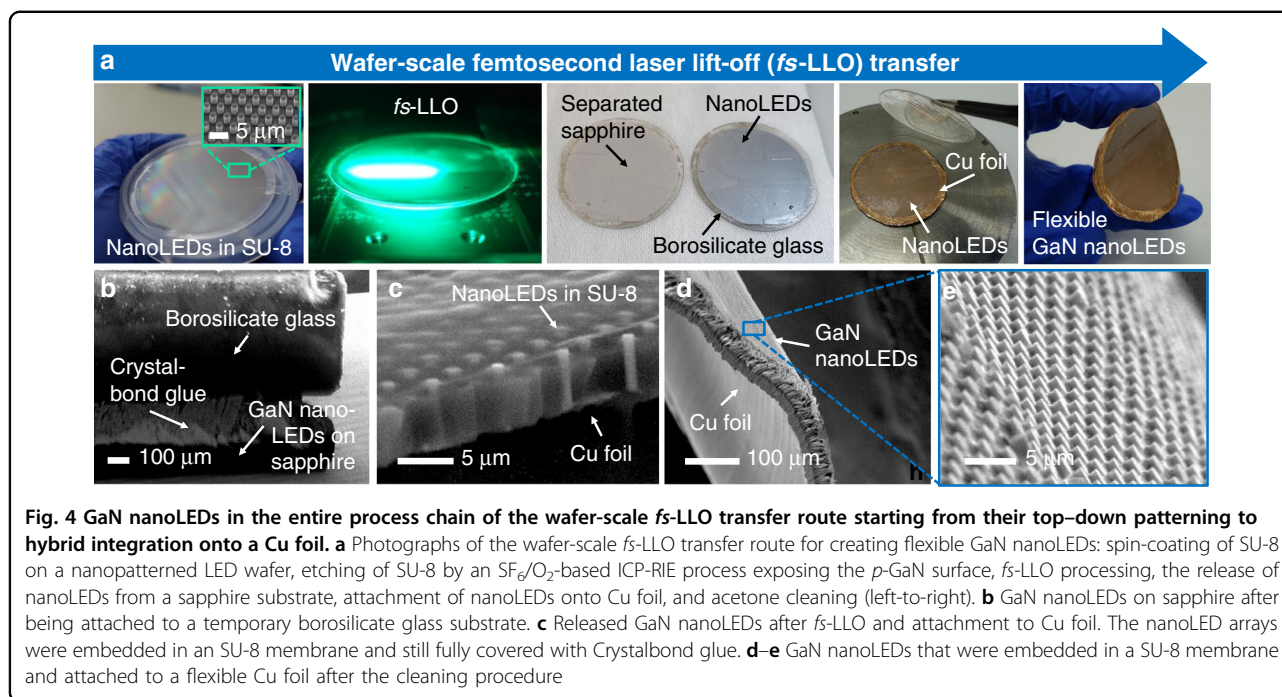 a
Wafer-scale femtosecond laser lift-off (fs-LLO) transfer
5 µm
NanoLEDs in SU-8
fs-LLO
Separated
sapphire
NanoLEDs
Borosilicate glass
Cu foil
NanoLEDs
Flexible
GaN nanoLEDs
b
Borosilicate glass
Crystal-
bond glue
GaN nano-
LEDs on
sapphire
100 µm
c
NanoLEDs in SU-8
Cu foil
5 µm
d
GaN
nanoLEDs
Cu foil
100 µm
h
e
5 µm
Fig. 4 GaN nanoLEDs in the entire process chain of the wafer-scale fs-LLO transfer route starting from their top–down patterning to
hybrid integration onto a Cu foil. a Photographs of the wafer-scale fs-LLO transfer route for creating flexible GaN nanoLEDs: spin-coating of SU-8
on a nanopatterned LED wafer, etching of SU-8 by an SF₆/O₂-based ICP-RIE process exposing the p-GaN surface, fs-LLO processing, the release of
nanoLEDs from a sapphire substrate, attachment of nanoLEDs onto Cu foil, and acetone cleaning (left-to-right). b GaN nanoLEDs on sapphire after
being attached to a temporary borosilicate glass substrate. c Released GaN nanoLEDs after fs-LLO and attachment to Cu foil. The nanoLED arrays
were embedded in an SU-8 membrane and still fully covered with Crystalbond glue. d–e GaN nanoLEDs that were embedded in a SU-8 membrane
and attached to a flexible Cu foil after the cleaning procedure